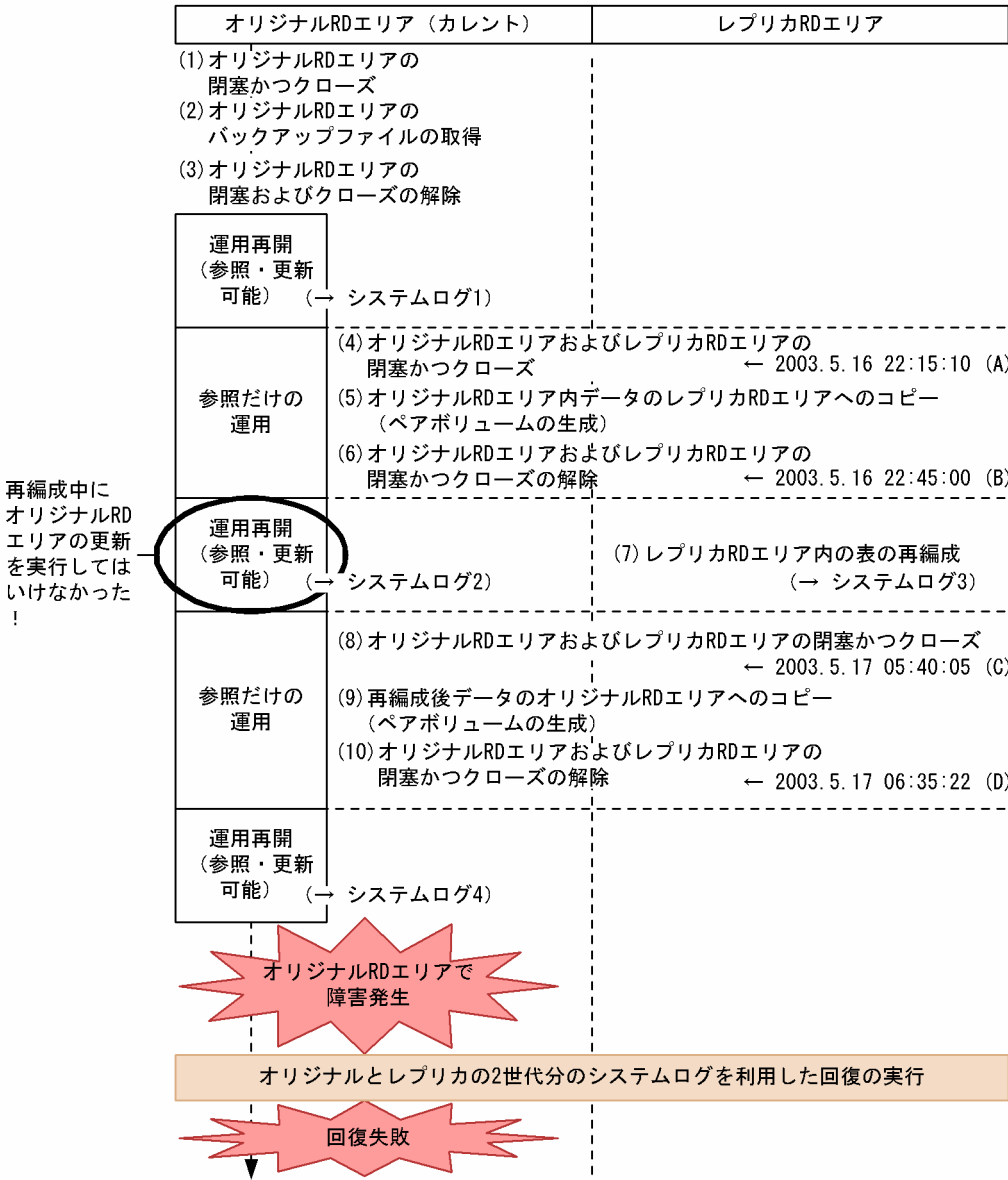 オリジナルRDエリア（カレント）
レプリカRDエリア
(1)オリジナルRDエリアの
閉塞かつクローズ
(2)オリジナルRDエリアの
バックアップファイルの取得
(3)オリジナルRDエリアの
閉塞およびクローズの解除
運用再開
（参照・更新
可能）
(→ システムログ1)
参照だけの
運用
(4)オリジナルRDエリアおよびレプリカRDエリアの
閉塞かつクローズ
← 2003.5.16 22:15:10 (A)
(5)オリジナルRDエリア内データのレプリカRDエリアへのコピー
（ペアボリュームの生成）
(6)オリジナルRDエリアおよびレプリカRDエリアの
閉塞かつクローズの解除
← 2003.5.16 22:45:00 (B)
再編成中に
オリジナルRD
エリアの更新
を実行しては
いけなかった
！
運用再開
（参照・更新
可能）
(→ システムログ2)
(7)レプリカRDエリア内の表の再編成
(→ システムログ3)
参照だけの
運用
(8)オリジナルRDエリアおよびレプリカRDエリアの閉塞かつクローズ
← 2003.5.17 05:40:05 (C)
(9)再編成後データのオリジナルRDエリアへのコピー
（ペアボリュームの生成）
(10)オリジナルRDエリアおよびレプリカRDエリアの
閉塞かつクローズの解除
← 2003.5.17 06:35:22 (D)
運用再開
（参照・更新
可能）
(→ システムログ4)
オリジナルRDエリアで
障害発生
オリジナルとレプリカの2世代分のシステムログを利用した回復の実行
回復失敗